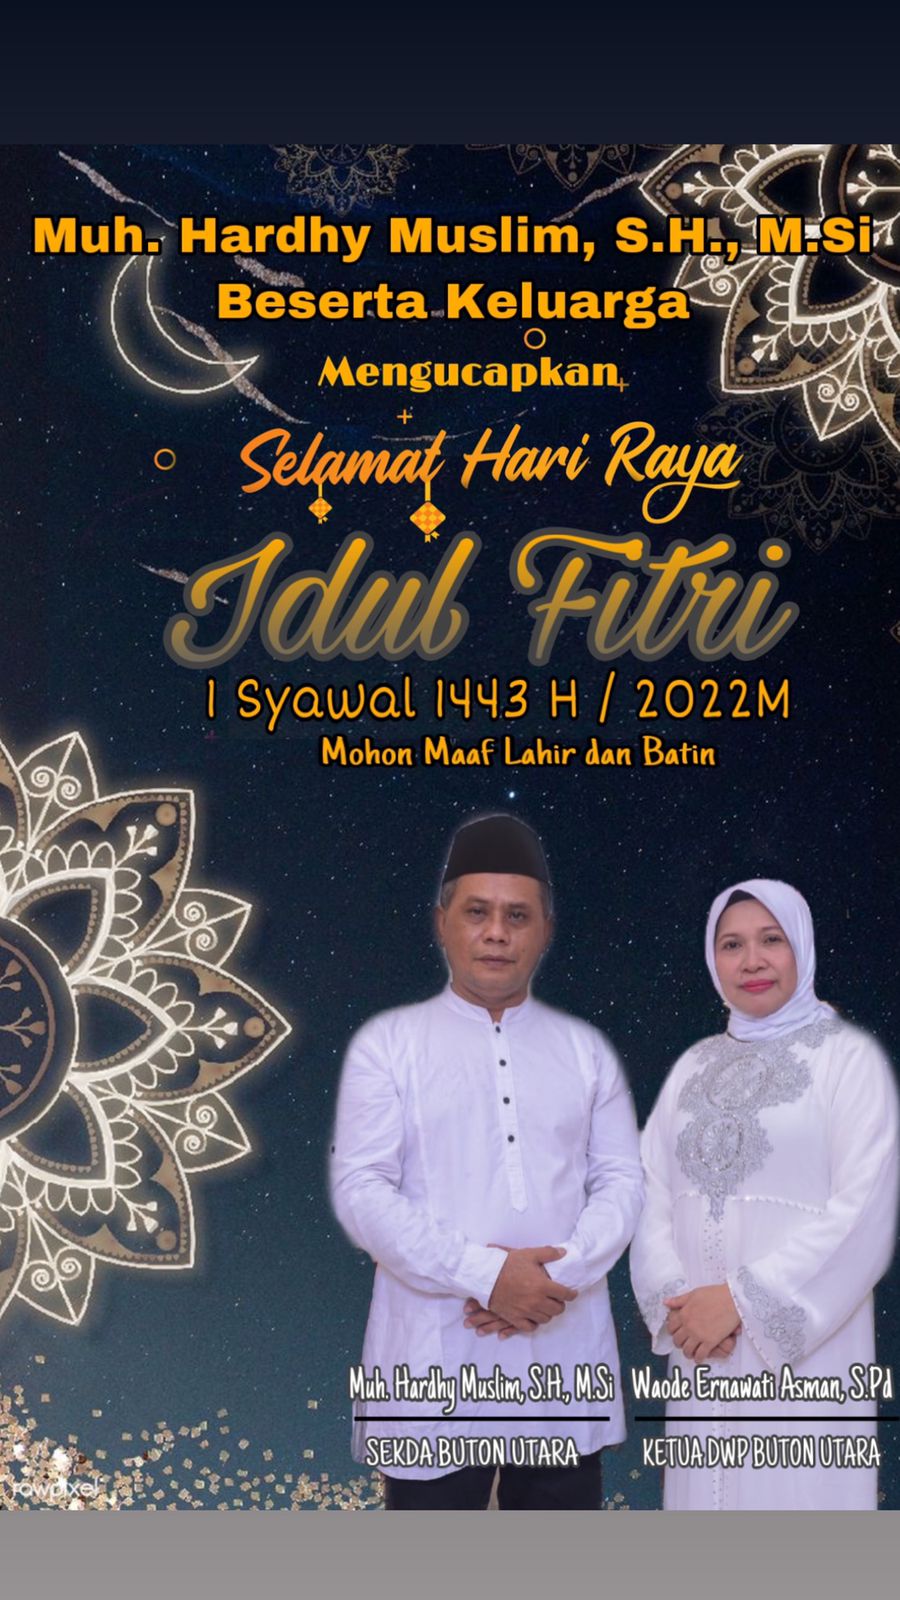 Muh. Hardhy Muslim, S.H., M.Si
Beserta Keluarga
Mengucapkan
Selamat Hari Raya
Idul Fitri
1 Syawal 1443 H / 2022M
Mohon Maaf Lahir dan Batin
Muh. Hardhy Muslim, S.H., M.Si
SEKDA BUTON UTARA
Waode Ernawati Asman, S.Pd
KETUA DWP BUTON UTARA
rawpixel